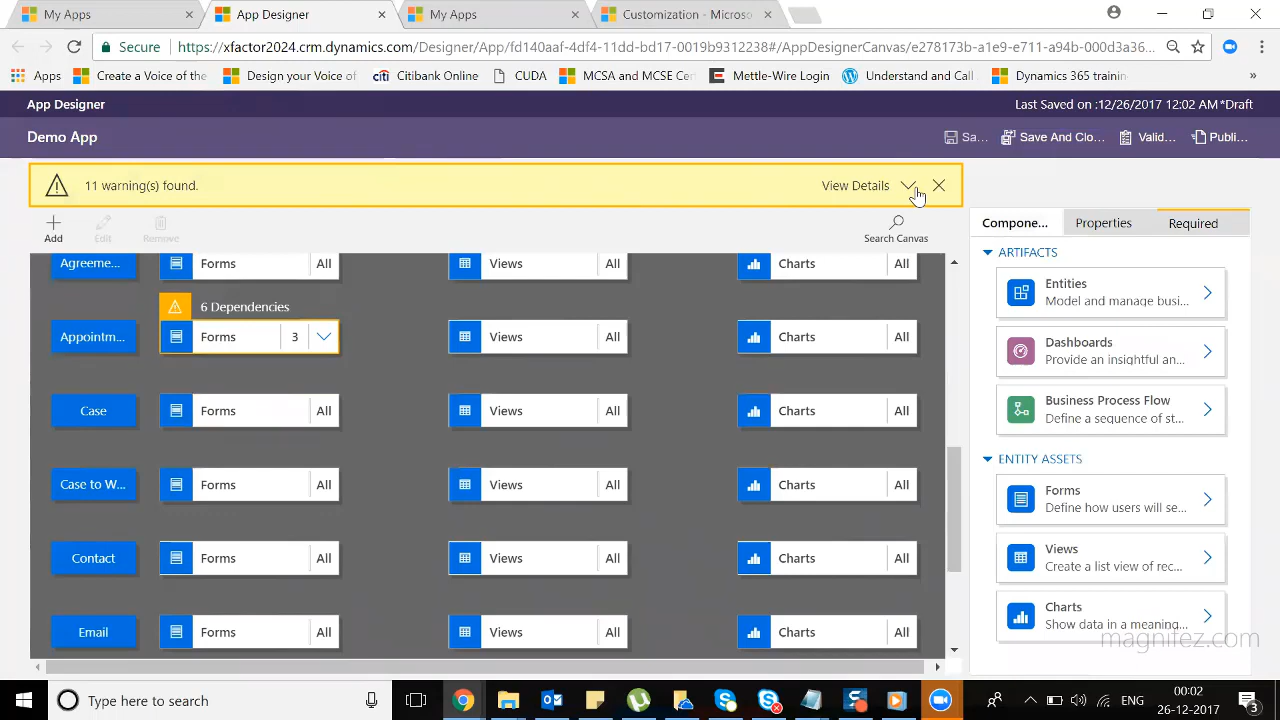 My Apps
App Designer
My Apps
Customization - Microso
Secure
https://xfactor2024.crm.dynamics.com/Designer/App/fd140aaf-4df4-11dd-bd17-0019b9312238#/AppDesignerCanvas/e278173b-a1e9-e711-a94b-000d3a36...
Apps
Create a Voice of the
Design your Voice of
citi Citibank Online
CUDA
MCSA and MCSE Cer
Mettle-Wire Login
Understand and Call
Dynamics 365 trainin
»
App Designer
Last Saved on :12/26/2017 12:02 AM *Draft
Demo App
Sa...
Save And Clo...
Valid...
Publi...
11 warning(s) found.
View Details
Add
Edit
Remove
Search Canvas
Compone...
Properties
Required
ARTIFACTS
Entities
Model and manage busi...
Dashboards
Provide an insightful an...
Business Process Flow
Define a sequence of st...
ENTITY ASSETS
Forms
Define how users will se...
Views
Create a list view of rec...
Charts
Show data in a meaning...
Agreeme... Forms All Views All Charts All
6 Dependencies
Appointm... Forms 3 Views All Charts All
Case Forms All Views All Charts All
Case to W... Forms All Views All Charts All
Contact Forms All Views All Charts All
Email Forms All Views All Charts All
magnifez.com
Type here to search
ENG
00:02
26-12-2017
3